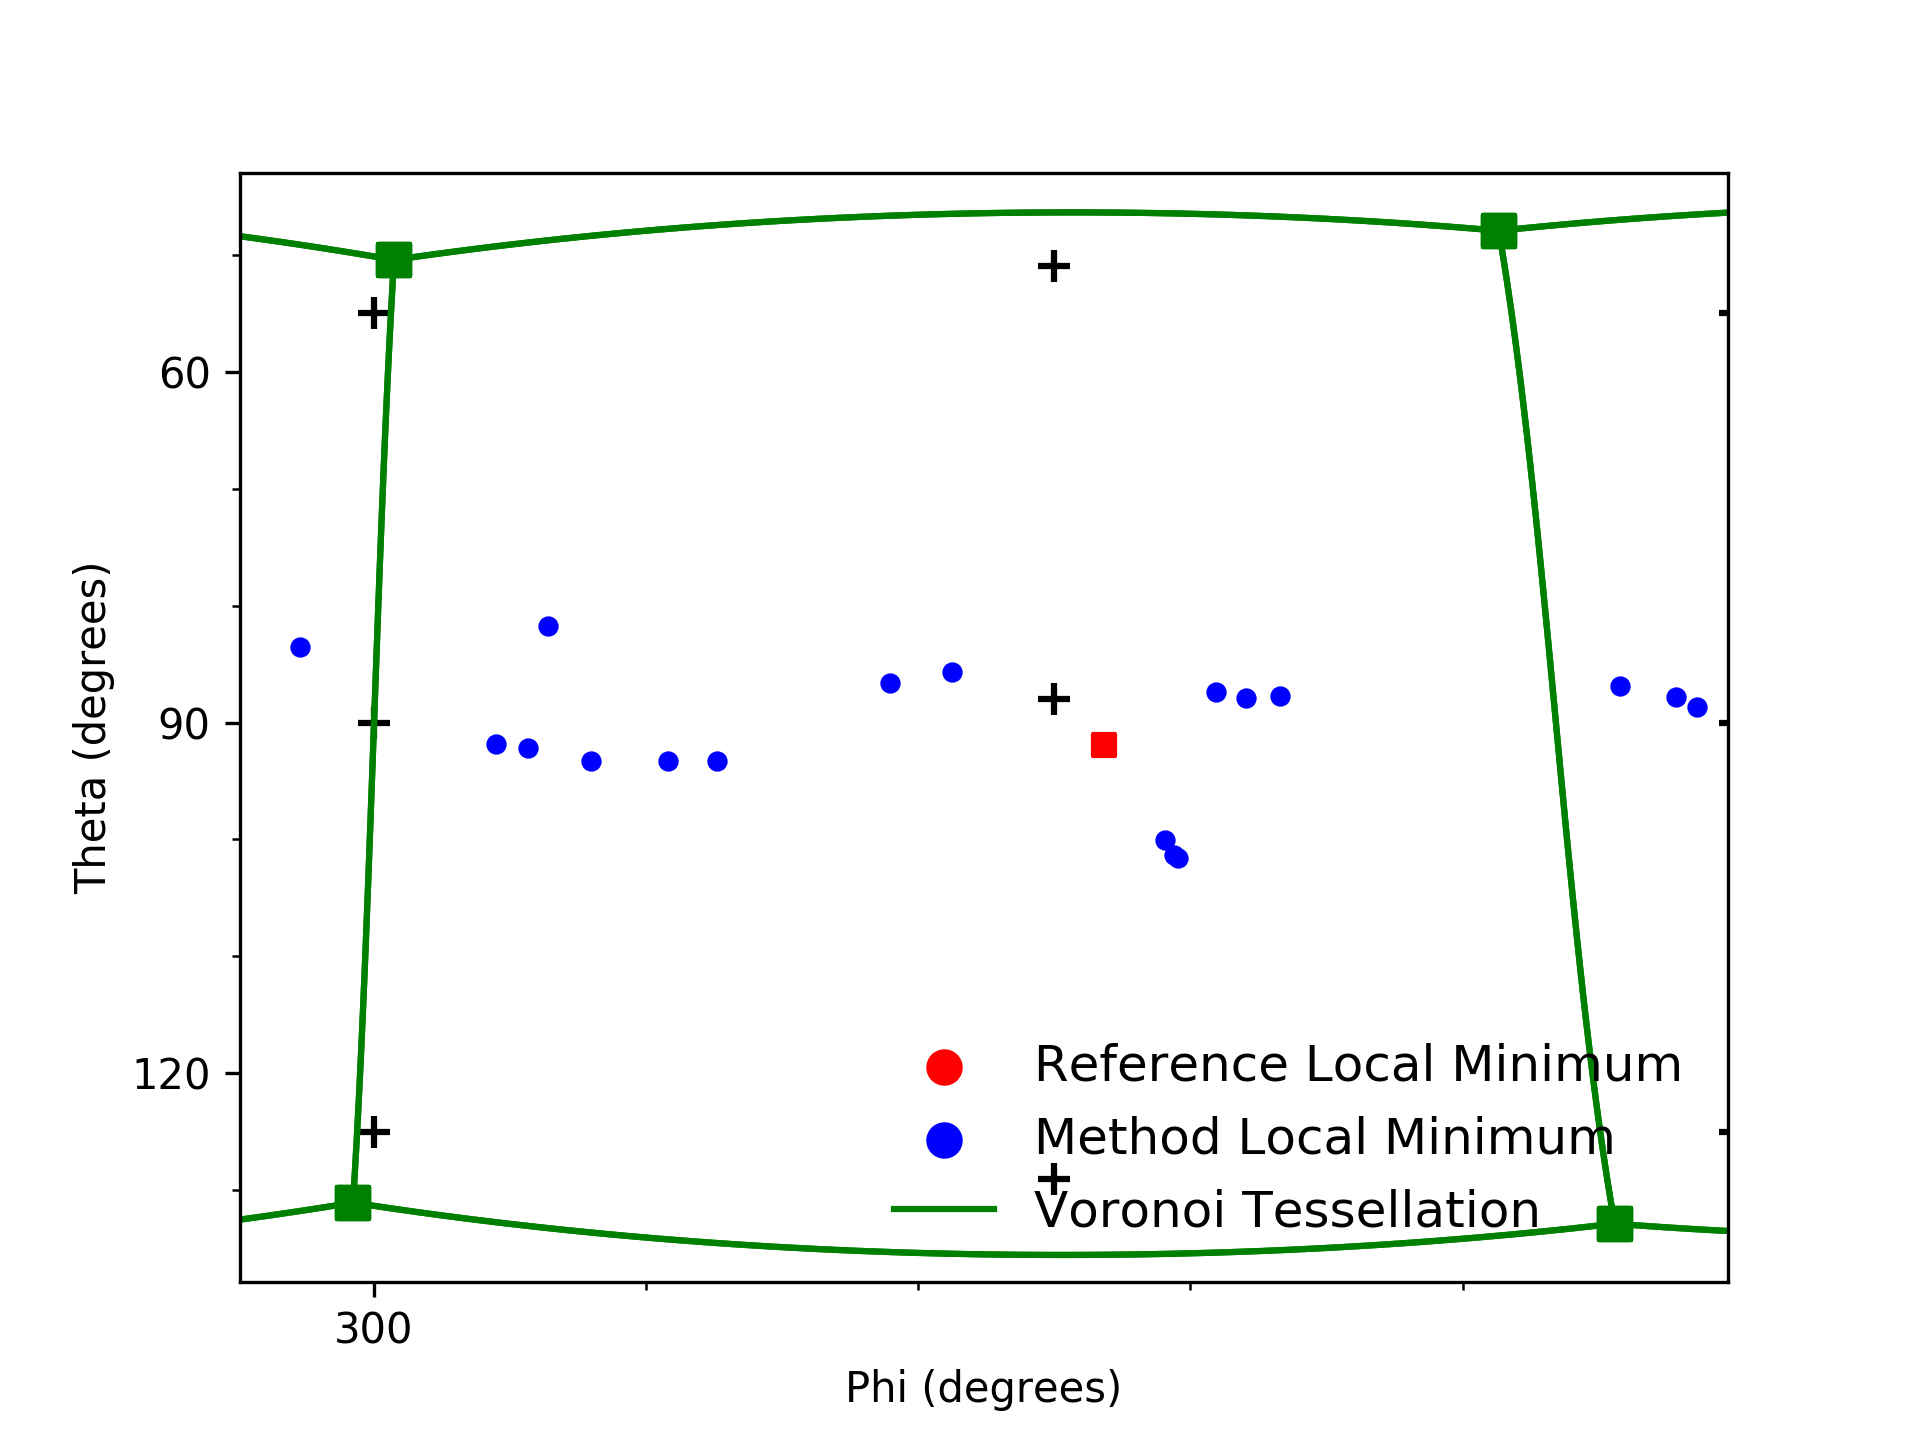 60
90
120
300
Theta (degrees)
Phi (degrees)
Reference Local Minimum
Method Local Minimum
Voronoi Tessellation